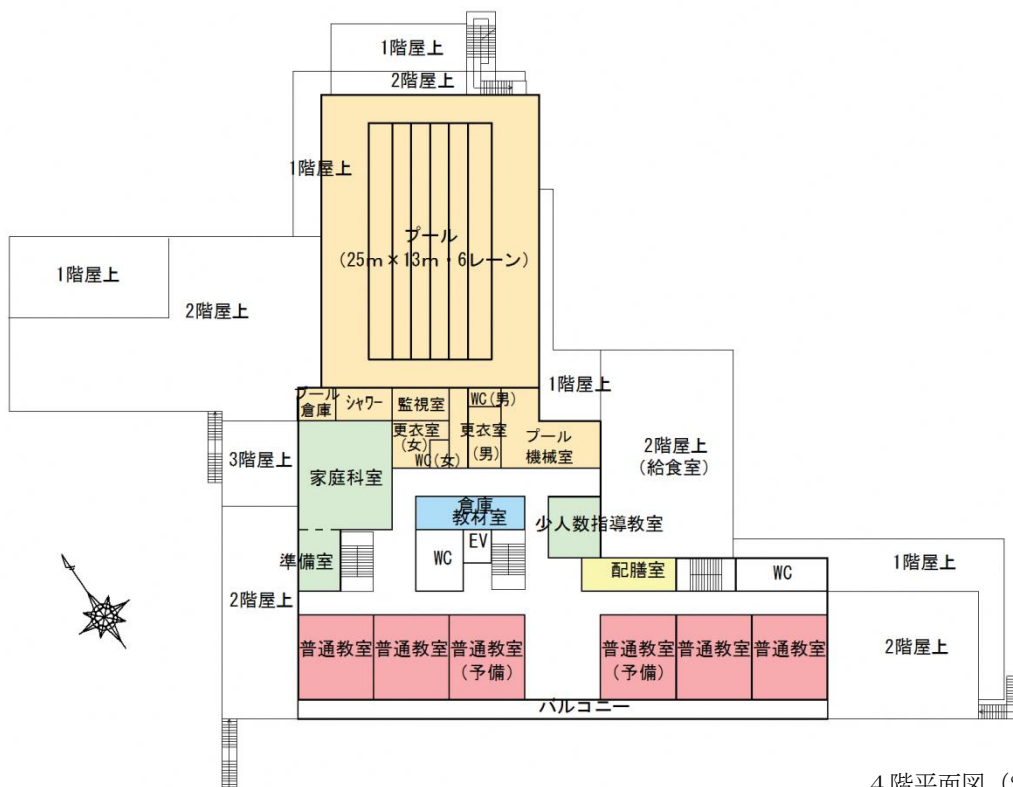 1階屋上
2階屋上
1階屋上
プール
（25ｍ×13ｍ・6レーン）
1階屋上
2階屋上
プール
倉庫
シャワー
監視室
WC(男)
1階屋上
更衣室
(女)
WC(女)
更衣室
(男)
プール
機械室
2階屋上
（給食室）
3階屋上
家庭科室
倉庫
教材室
少人数指導教室
EV
WC
準備室
配膳室
WC
1階屋上
2階屋上
普通教室
普通教室
普通教室
（予備）
普通教室
（予備）
普通教室
普通教室
2階屋上
バルコニー
4階平面図（